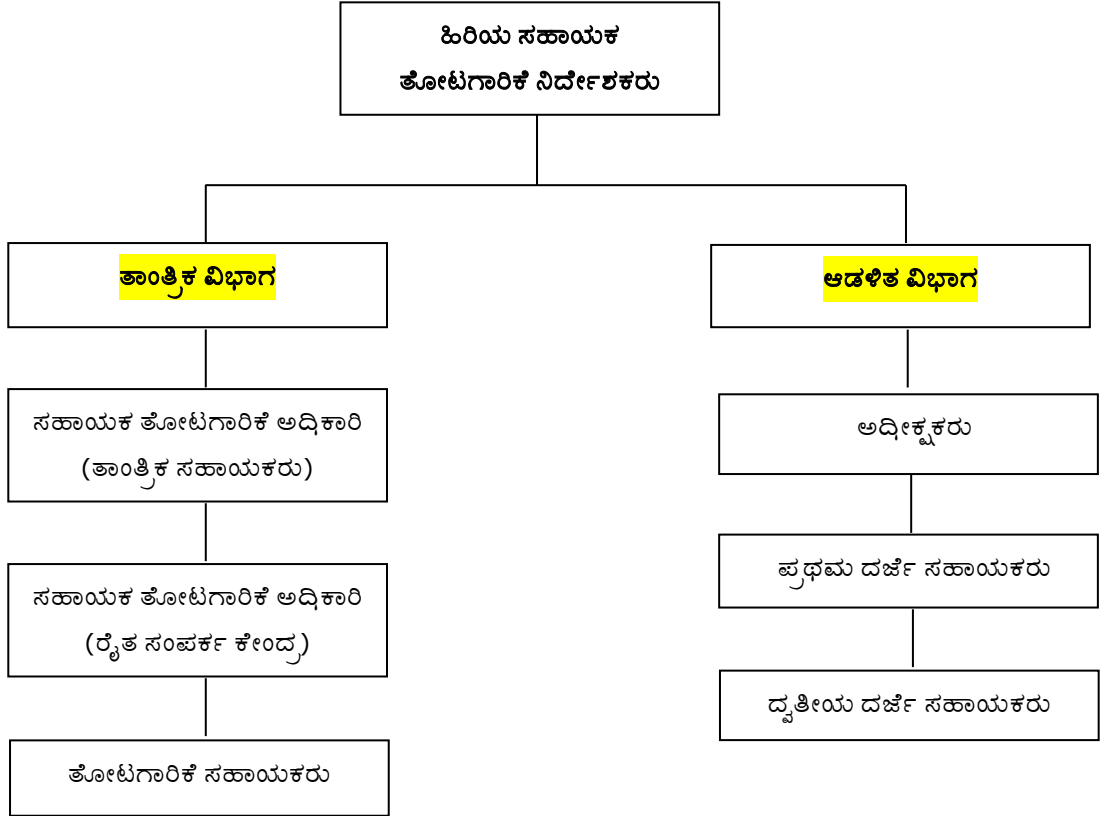 ಹಿರಿಯ ಸಹಾಯಕ
ತೋಟಗಾರಿಕೆ ನಿರ್ದೇಶಕರು
ತಾಂತ್ರಿಕ ವಿಭಾಗ
ಸಹಾಯಕ ತೋಟಗಾರಿಕೆ ಅಧಿಕಾರಿ
(ತಾಂತ್ರಿಕ ಸಹಾಯಕರು)
ಸಹಾಯಕ ತೋಟಗಾರಿಕೆ ಅಧಿಕಾರಿ
(ರೈತ ಸಂಪರ್ಕ ಕೇಂದ್ರ)
ತೋಟಗಾರಿಕೆ ಸಹಾಯಕರು
ಆಡಳಿತ ವಿಭಾಗ
ಅಧೀಕ್ಷಕರು
ಪ್ರಥಮ ದರ್ಜೆ ಸಹಾಯಕರು
ದ್ವತೀಯ ದರ್ಜೆ ಸಹಾಯಕರು